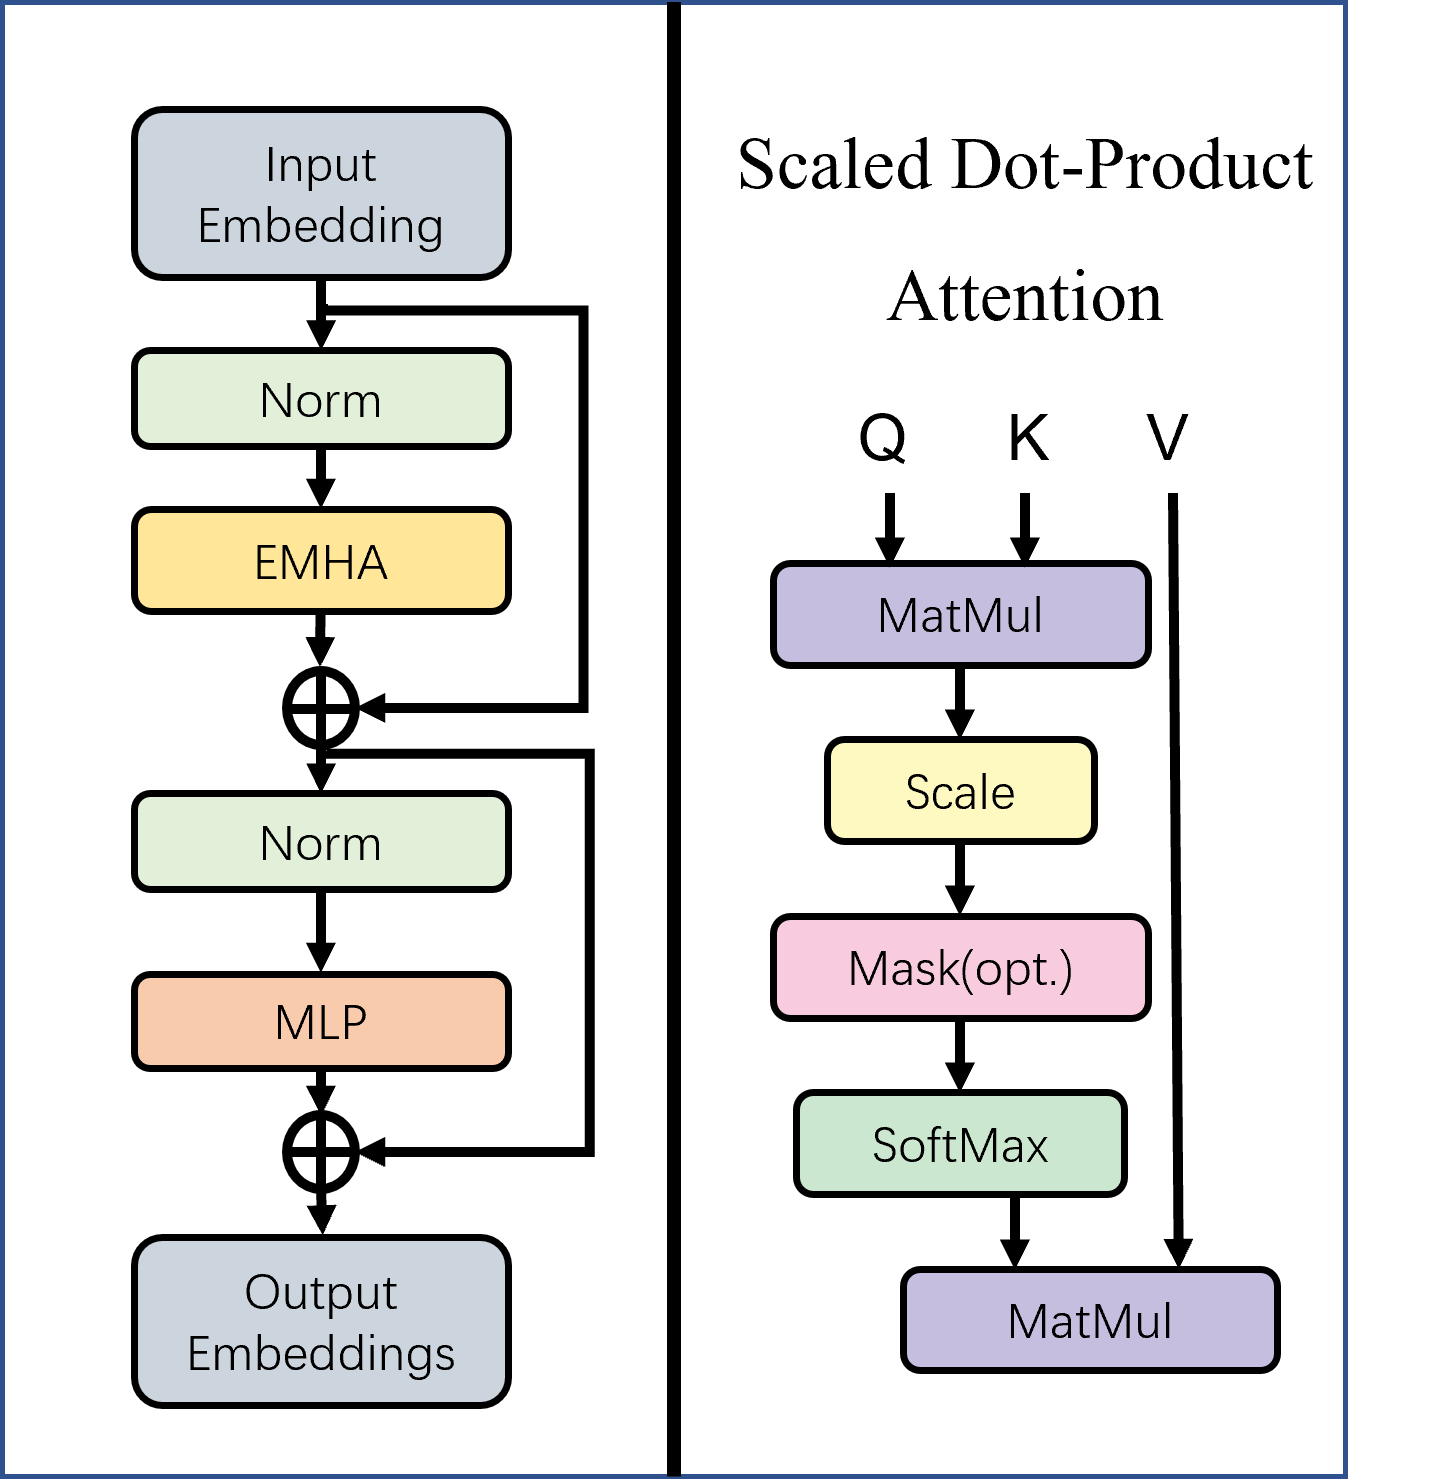 Input
Embedding
Norm
EMHA
Norm
MLP
Output
Embeddings
Scaled Dot-Product
Attention
Q K V
MatMul
Scale
Mask(opt.)
SoftMax
MatMul